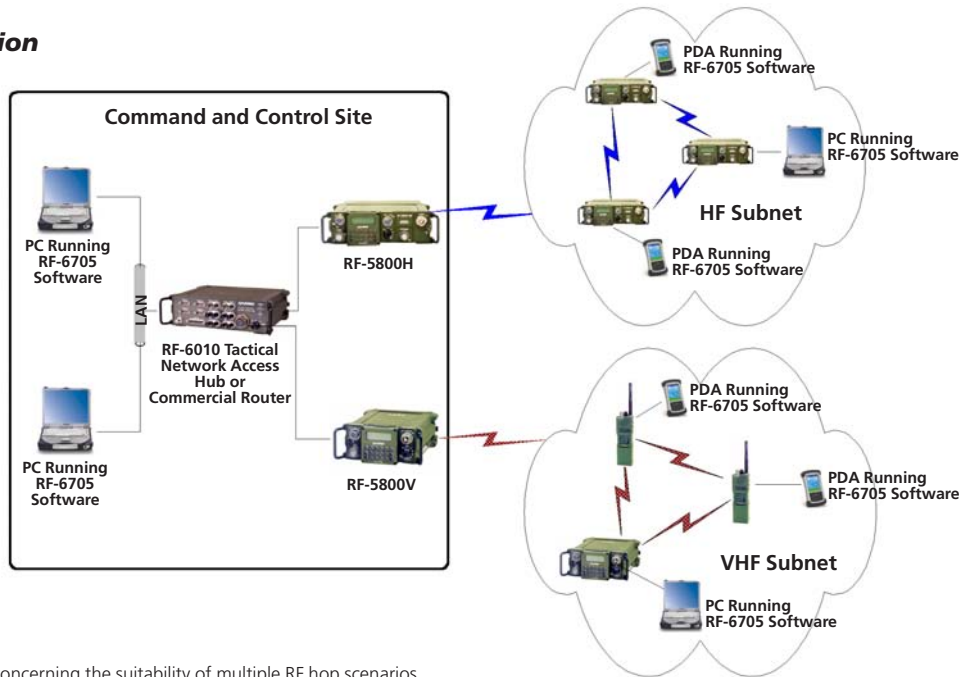 ion
Command and Control Site
PC Running
RF-6705
Software
LAN
RF-6010 Tactical
Network Access
Hub or
Commercial Router
PC Running
RF-6705
Software
RF-5800H
RF-5800V
PDA Running
RF-6705 Software
PC Running
RF-6705 Software
HF Subnet
PDA Running
RF-6705 Software
PDA Running
RF-6705 Software
PDA Running
RF-6705 Software
VHF Subnet
PC Running
RF-6705 Software
oncerning the suitability of multiple RF hop scenarios